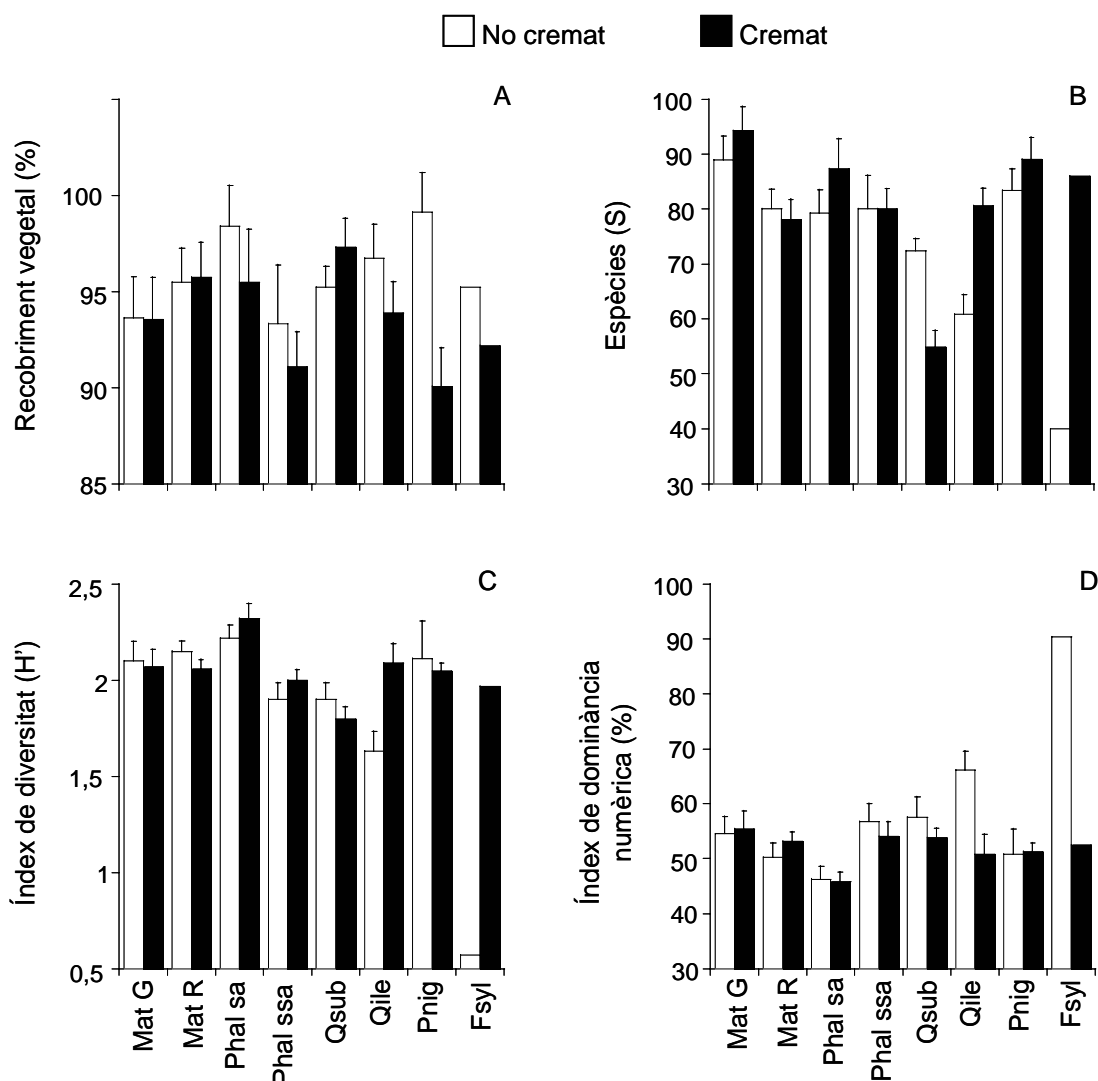 No cremat
Cremat
A
Recobriment vegetal (%)
100
95
90
85
B
Espècies (S)
100
90
80
70
60
50
40
30
C
Índex de diversitat (H’)
2,5
2
1,5
1
0,5
Mat G
Mat R
Phal sa
Phal ssa
Qsub
Qile
Pnig
Fsyl
D
Índex de dominància
numèrica (%)
100
90
80
70
60
50
40
30
Mat G
Mat R
Phal sa
Phal ssa
Qsub
Qile
Pnig
Fsyl